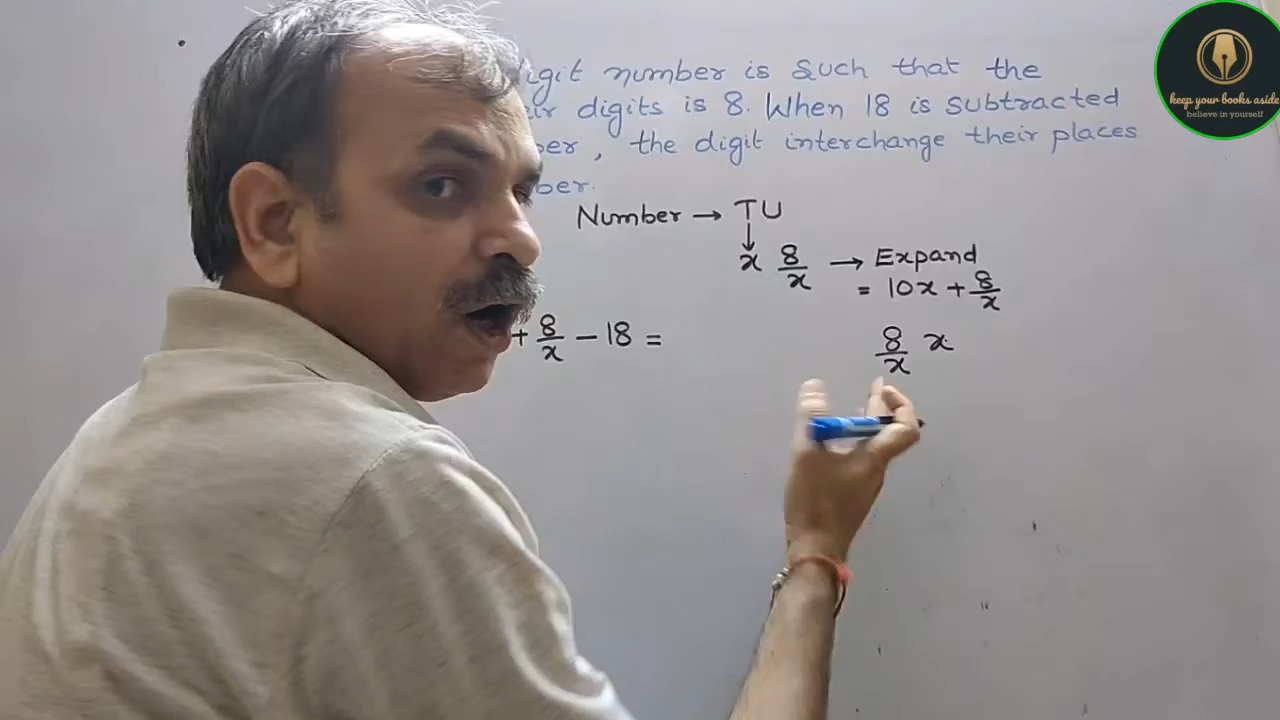 igit number is such that the
ir digits is 8. When 18 is subtracted
ber, the digit interchange their places
ber.
Number → TU
↓
x 8/x → Expand
= 10x + 8/x
+ 8/x - 18 =
8/x x
keep your books aside
believe in yourself